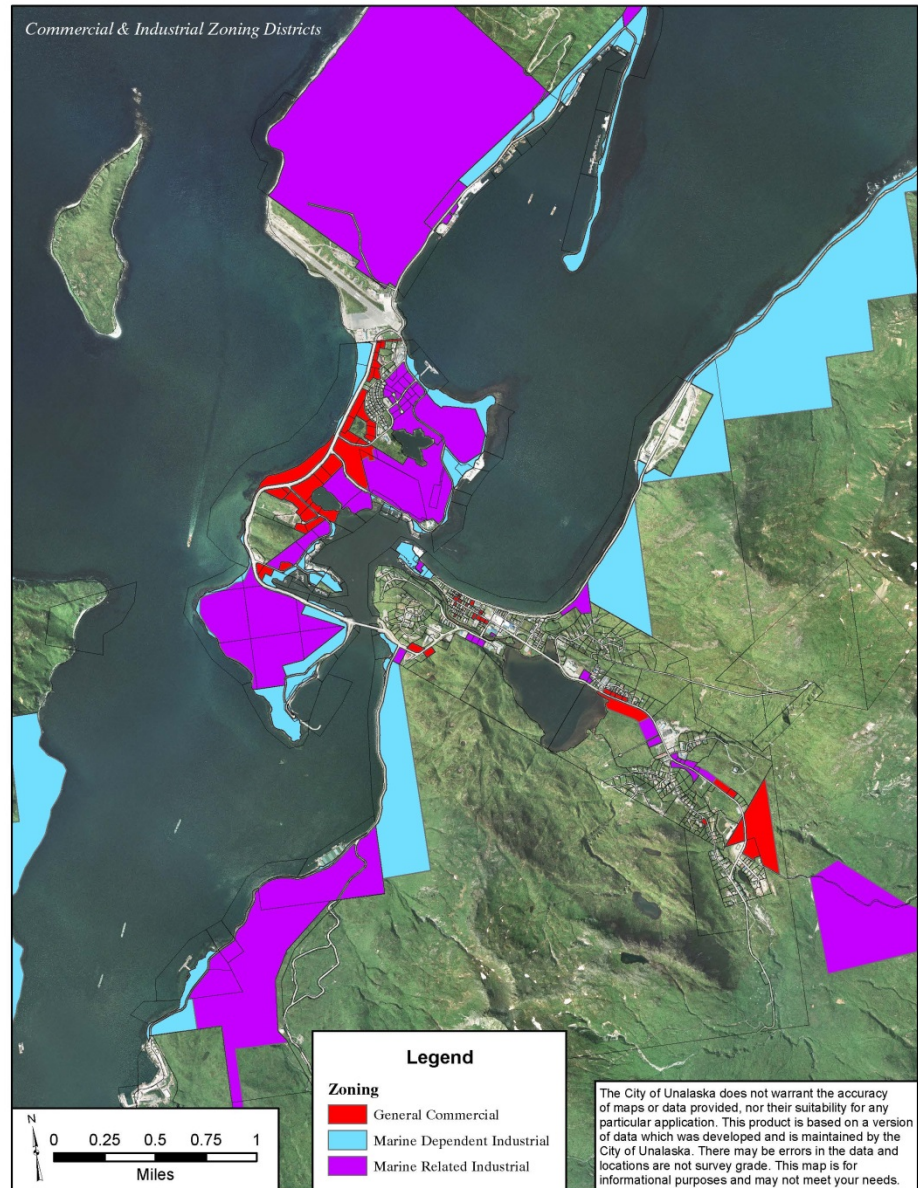 Commercial & Industrial Zoning Districts
Legend
Zoning
General Commercial
Marine Dependent Industrial
Marine Related Industrial
N
0 0.25 0.5 0.75 1
Miles
The City of Unalaska does not warrant the accuracy
of maps or data provided, nor their suitability for any
particular application. This product is based on a version
of data which was developed and is maintained by the
City of Unalaska. There may be errors in the data and
locations are not survey grade. This map is for
informational purposes and may not meet your needs.